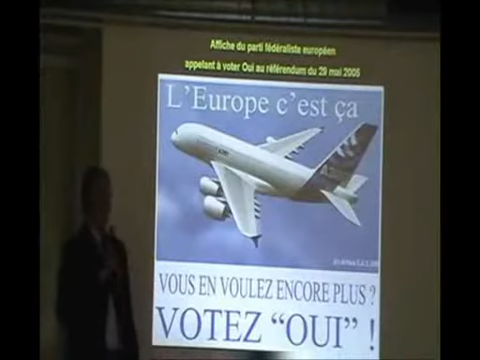 Affiche du parti fédéraliste européen
appelant à voter Oui au référendum du 29 mai 2005
L'Europe c'est ça
VOUS EN VOULEZ ENCORE PLUS ?
VOTEZ “OUI” !